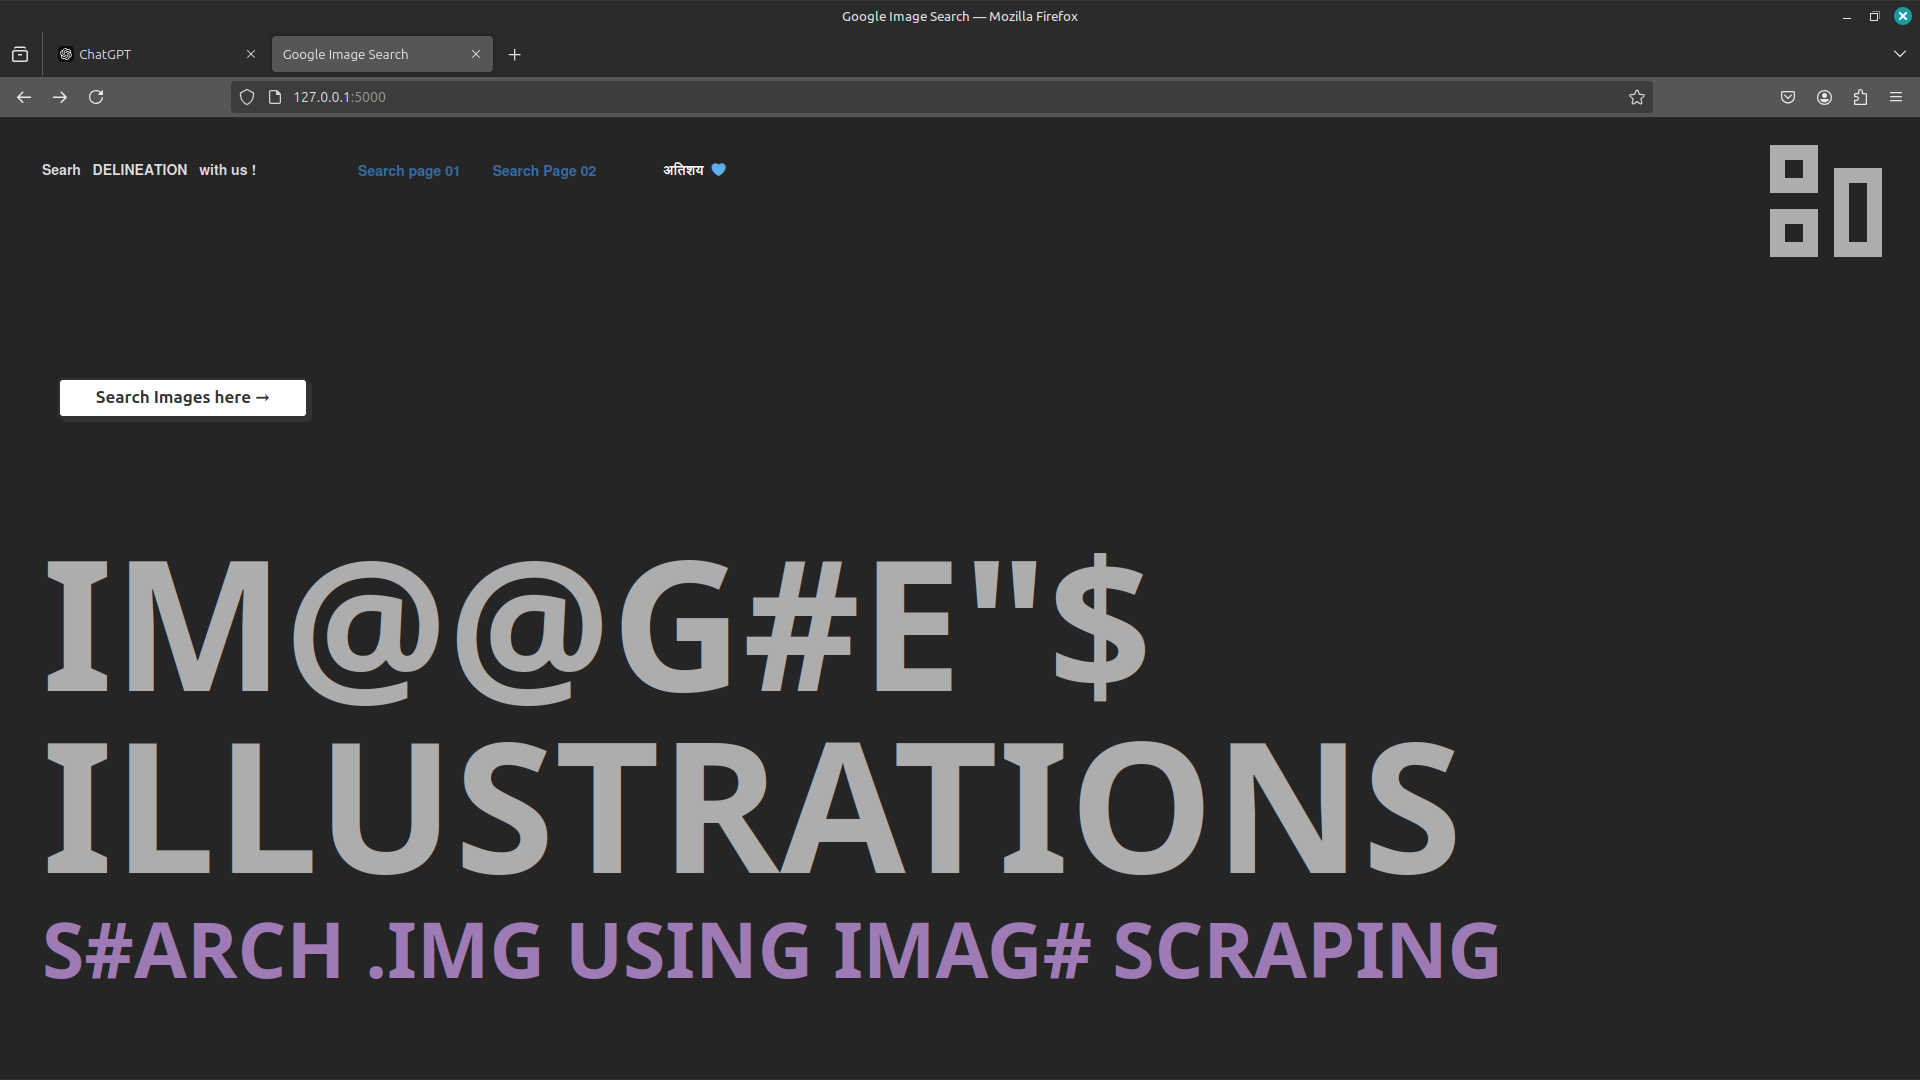 Google Image Search — Mozilla Firefox
ChatGPT
Google Image Search
127.0.0.1:5000
Searh DELINEATION with us !
Search page 01
Search Page 02
अतिशय 💙
Search Images here →
IM@@G#E"$
ILLUSTRATIONS
S#ARCH .IMG USING IMAG# SCRAPING